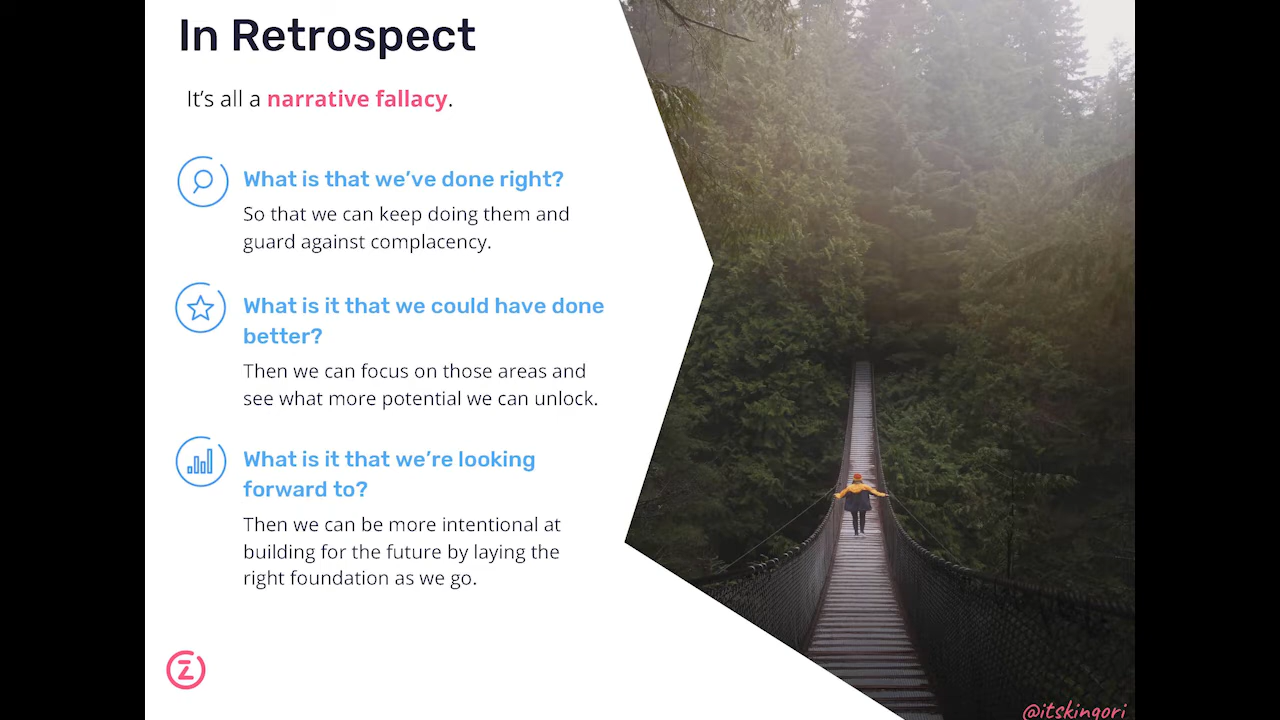 In Retrospect
It’s all a narrative fallacy.
What is that we’ve done right?
So that we can keep doing them and
guard against complacency.
What is it that we could have done
better?
Then we can focus on those areas and
see what more potential we can unlock.
What is it that we’re looking
forward to?
Then we can be more intentional at
building for the future by laying the
right foundation as we go.
Z
@itskingori